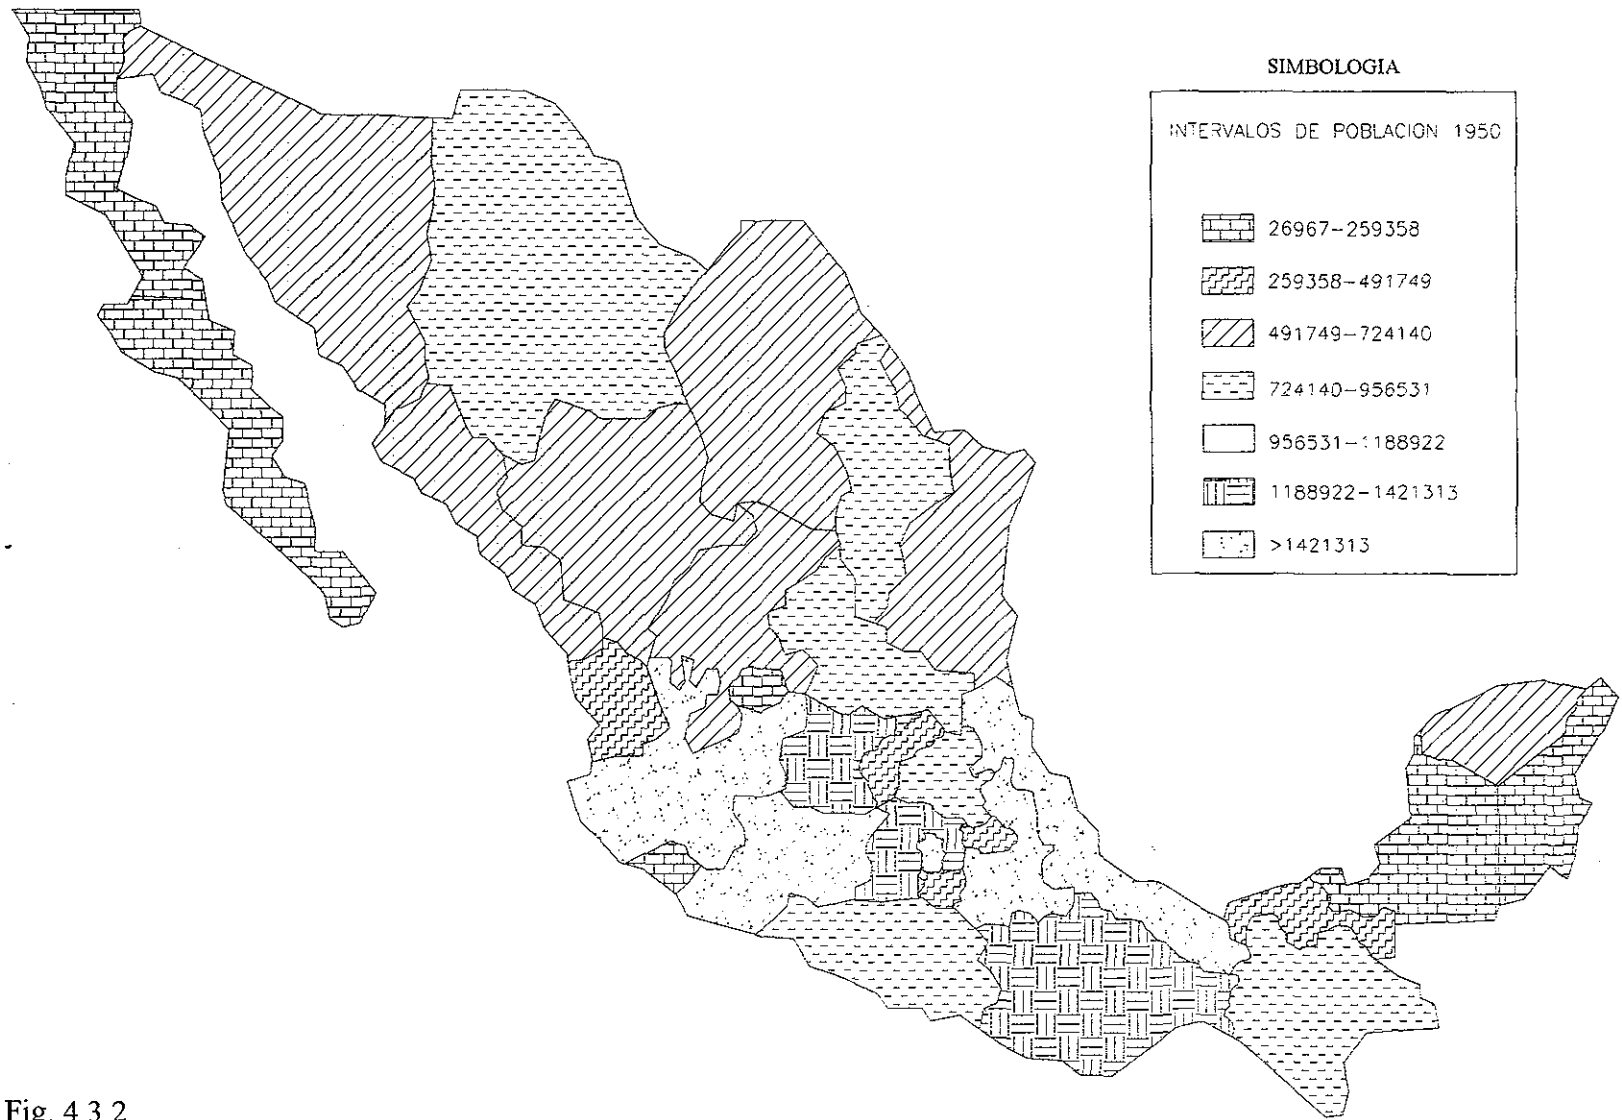 SIMBOLOGIA
INTERVALOS DE POBLACION 1950
26967-259358
259358-491749
491749-724140
724140-956531
956531-1188922
1188922-1421313
>1421313
Fig. 4 3 2